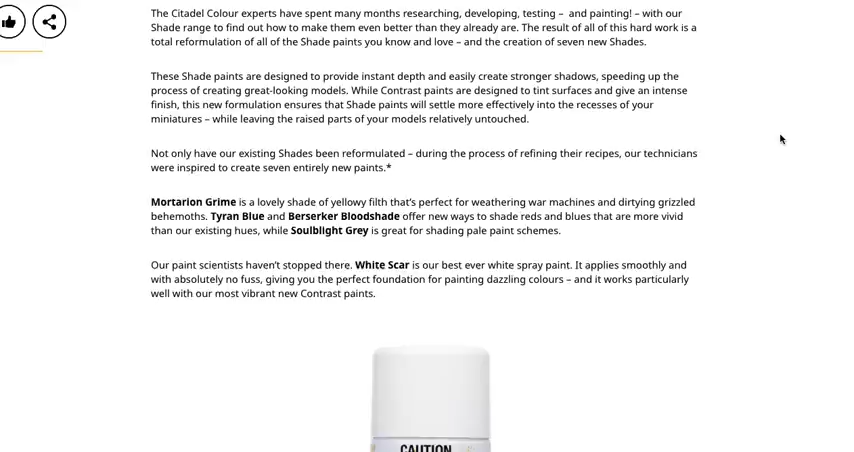 The Citadel Colour experts have spent many months researching, developing, testing –  and painting! – with our
Shade range to find out how to make them even better than they already are. The result of all of this hard work is a
total reformulation of all of the Shade paints you know and love – and the creation of seven new Shades.
These Shade paints are designed to provide instant depth and easily create stronger shadows, speeding up the
process of creating great-looking models. While Contrast paints are designed to tint surfaces and give an intense
finish, this new formulation ensures that Shade paints will settle more effectively into the recesses of your
miniatures – while leaving the raised parts of your models relatively untouched.
Not only have our existing Shades been reformulated – during the process of refining their recipes, our technicians
were inspired to create seven entirely new paints.*
Mortarion Grime is a lovely shade of yellowy filth that’s perfect for weathering war machines and dirtying grizzled
behemoths. Tyran Blue and Berserker Bloodshade offer new ways to shade reds and blues that are more vivid
than our existing hues, while Soulblight Grey is great for shading pale paint schemes.
Our paint scientists haven’t stopped there. White Scar is our best ever white spray paint. It applies smoothly and
with absolutely no fuss, giving you the perfect foundation for painting dazzling colours – and it works particularly
well with our most vibrant new Contrast paints.
CAUTION